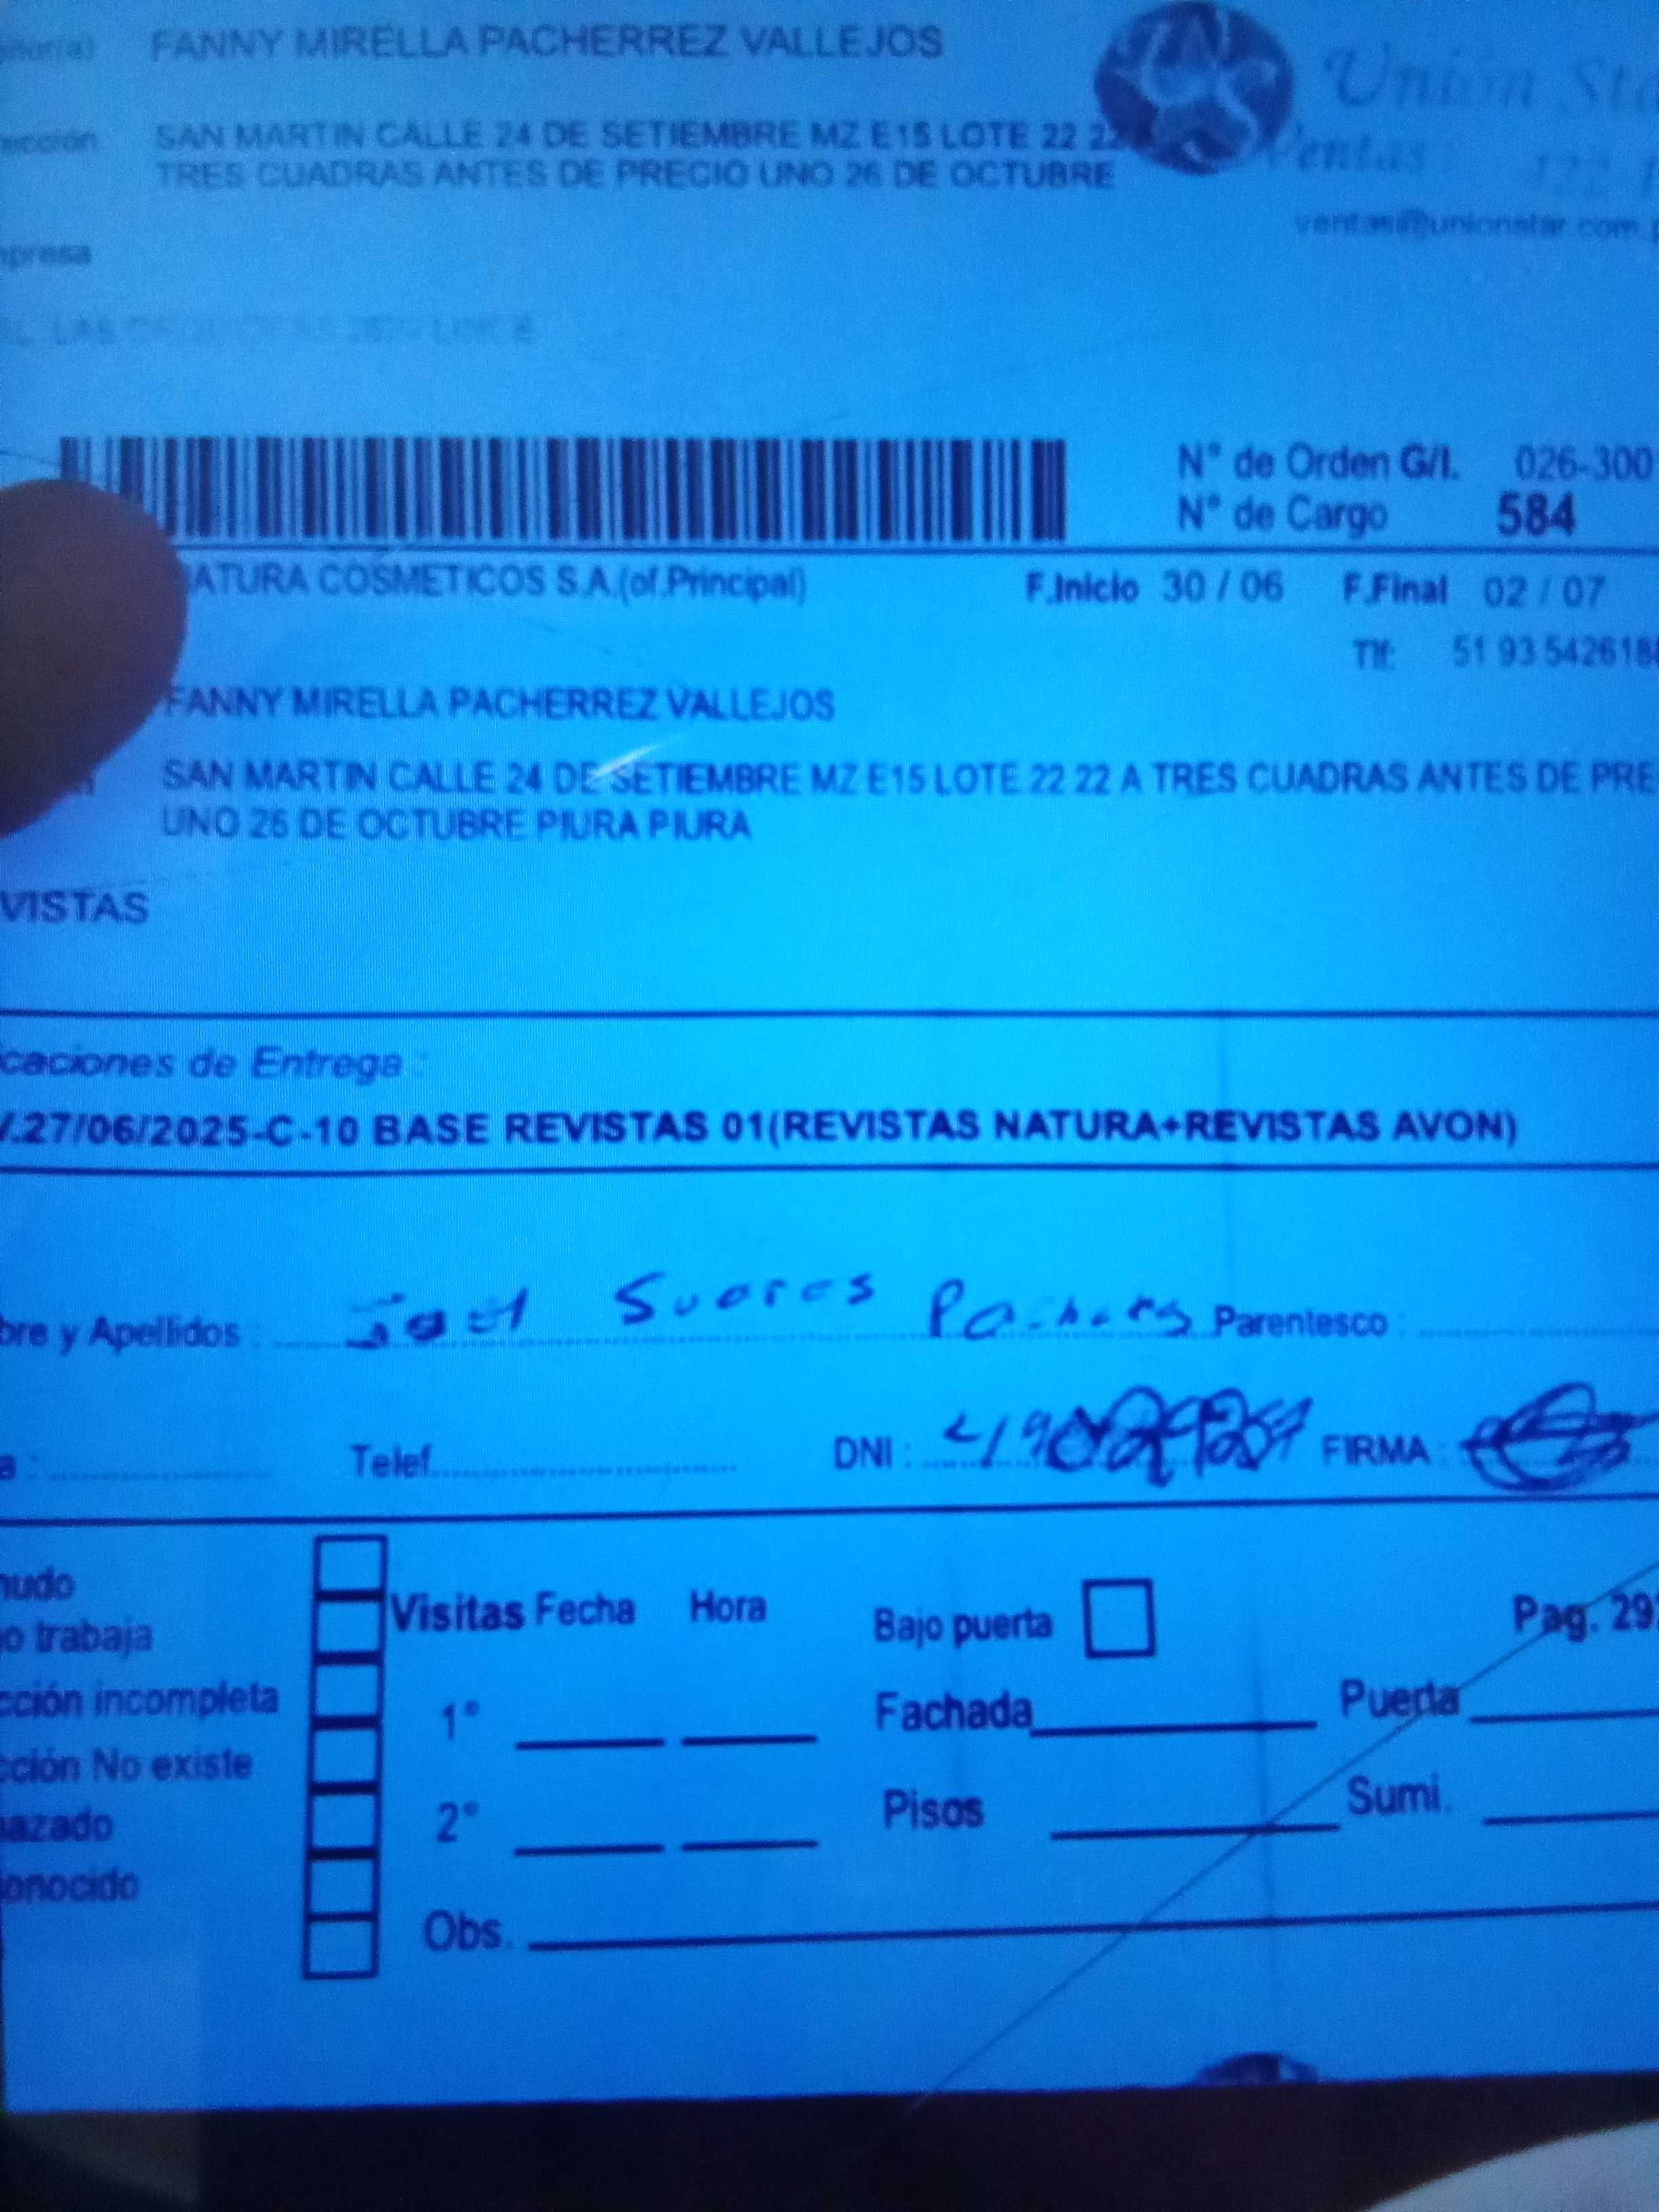 FANNY MIRELLA PACHERREZ VALLEJOS
Unión
SAN MARTIN CALLE 24 DE SETIEMBRE MZ E15 LOTE 22 22
TRES CUADRAS ANTES DE PRECIO UNO 26 DE OCTUBRE
Ventas
ventas@unionstar.com.
N° de Orden G/I. 026-300
N° de Cargo 584
ATURA COSMETICOS S.A.(of.Principal) F.Inicio 30 / 06 F.Final 02 / 07
Tlf: 51 93 542618
FANNY MIRELLA PACHERREZ VALLEJOS
SAN MARTIN CALLE 24 DE SETIEMBRE MZ E15 LOTE 22 22 A TRES CUADRAS ANTES DE PRE
UNO 26 DE OCTUBRE PIURA PIURA
VISTAS
caciones de Entrega :
V.27/06/2025-C-10 BASE REVISTAS 01(REVISTAS NATURA+REVISTAS AVON)
bre y Apellidos : Suares Parentesco :
a : Telef. DNI : FIRMA :
nudo
Visitas Fecha Hora Bajo puerta Pag. 29
o trabaja
cción incompleta 1° Fachada Puerta
cción No existe
azado 2° Pisos Sumi.
onocido
Obs.